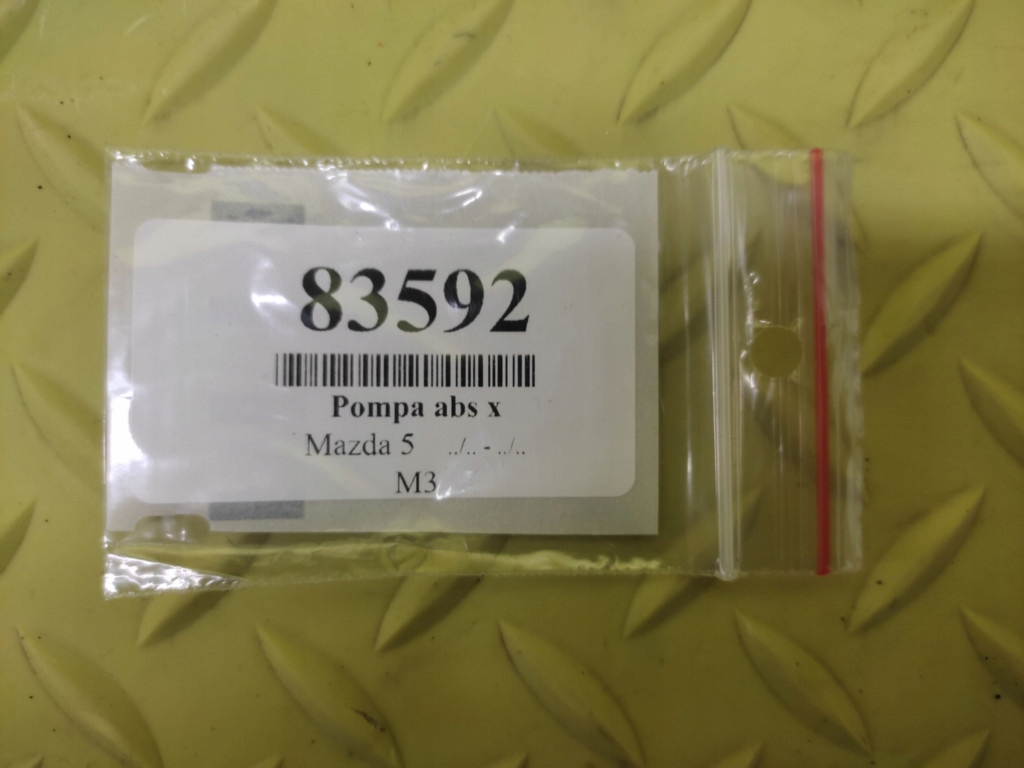 83592
Pompa abs x
Mazda 5 ../.. - ../..
M3